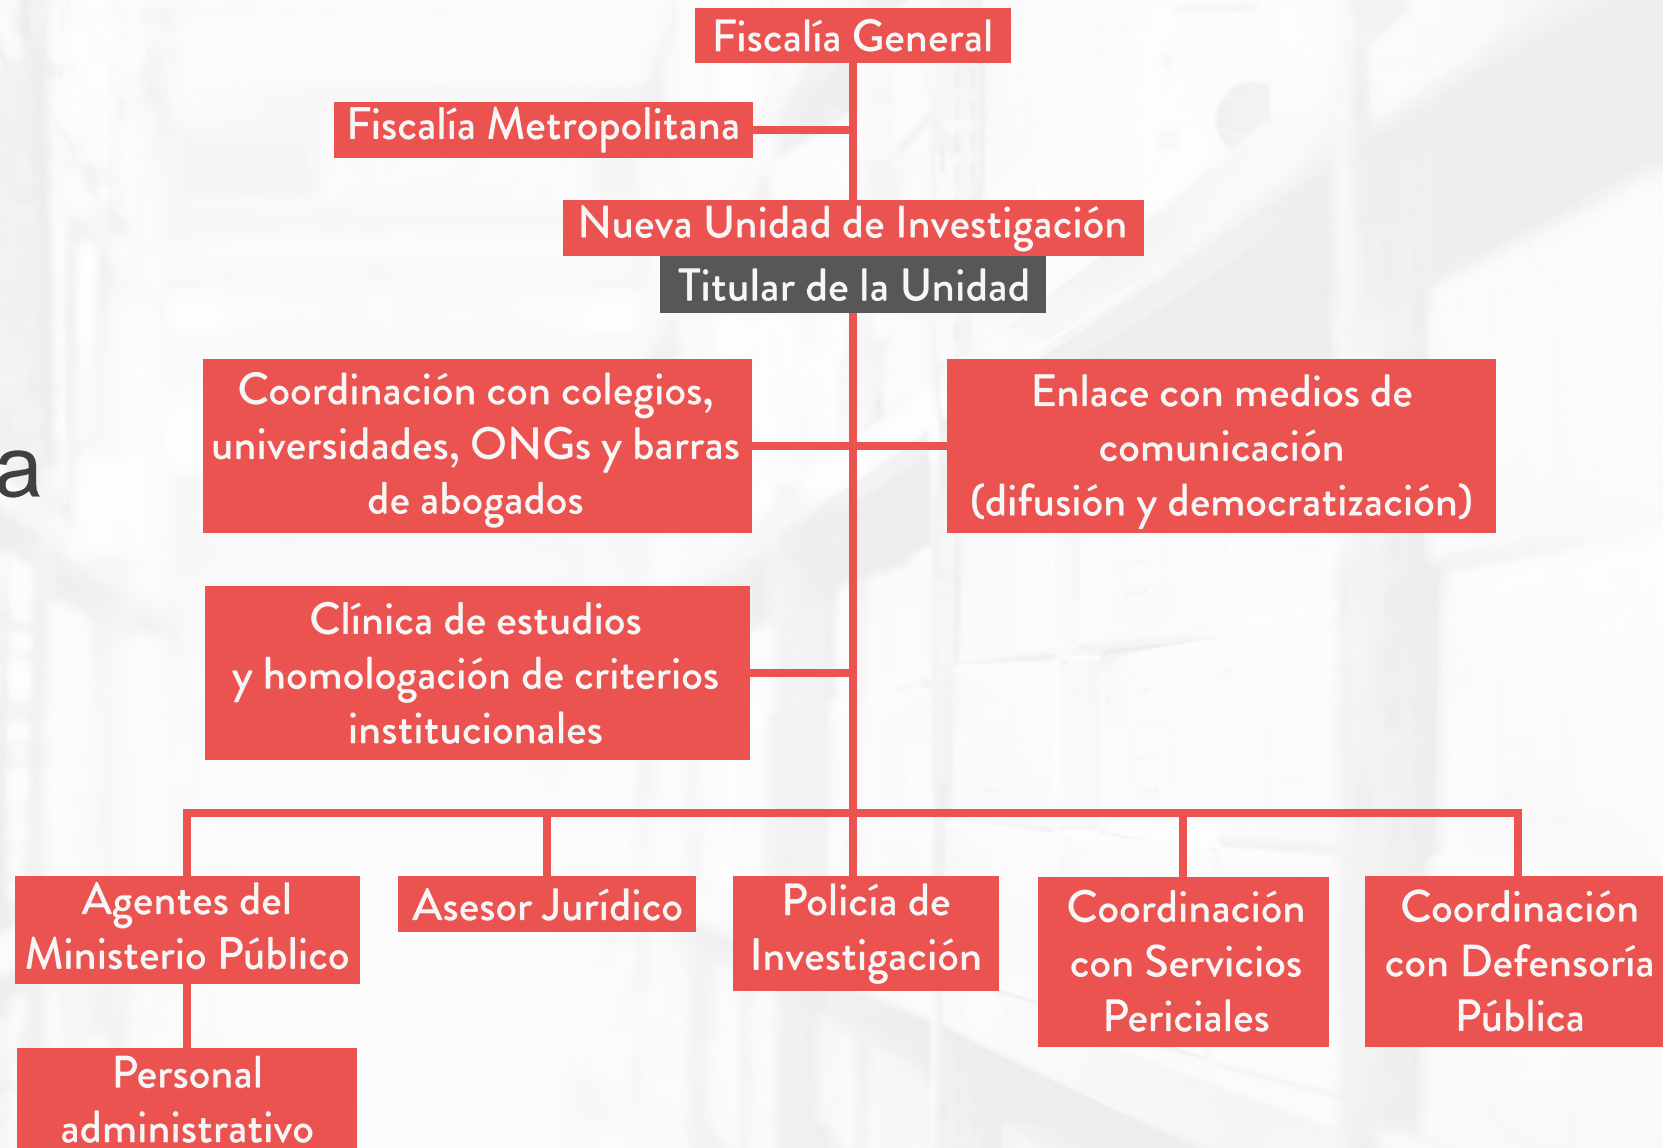 Fiscalía General
Fiscalía Metropolitana
Nueva Unidad de Investigación
Titular de la Unidad
Coordinación con colegios,
universidades, ONGs y barras
de abogados
Enlace con medios de
comunicación
(difusión y democratización)
a
Clínica de estudios
y homologación de criterios
institucionales
Agentes del
Ministerio Público
Asesor Jurídico
Policía de
Investigación
Coordinación
con Servicios
Periciales
Coordinación
con Defensoría
Pública
Personal
administrativo